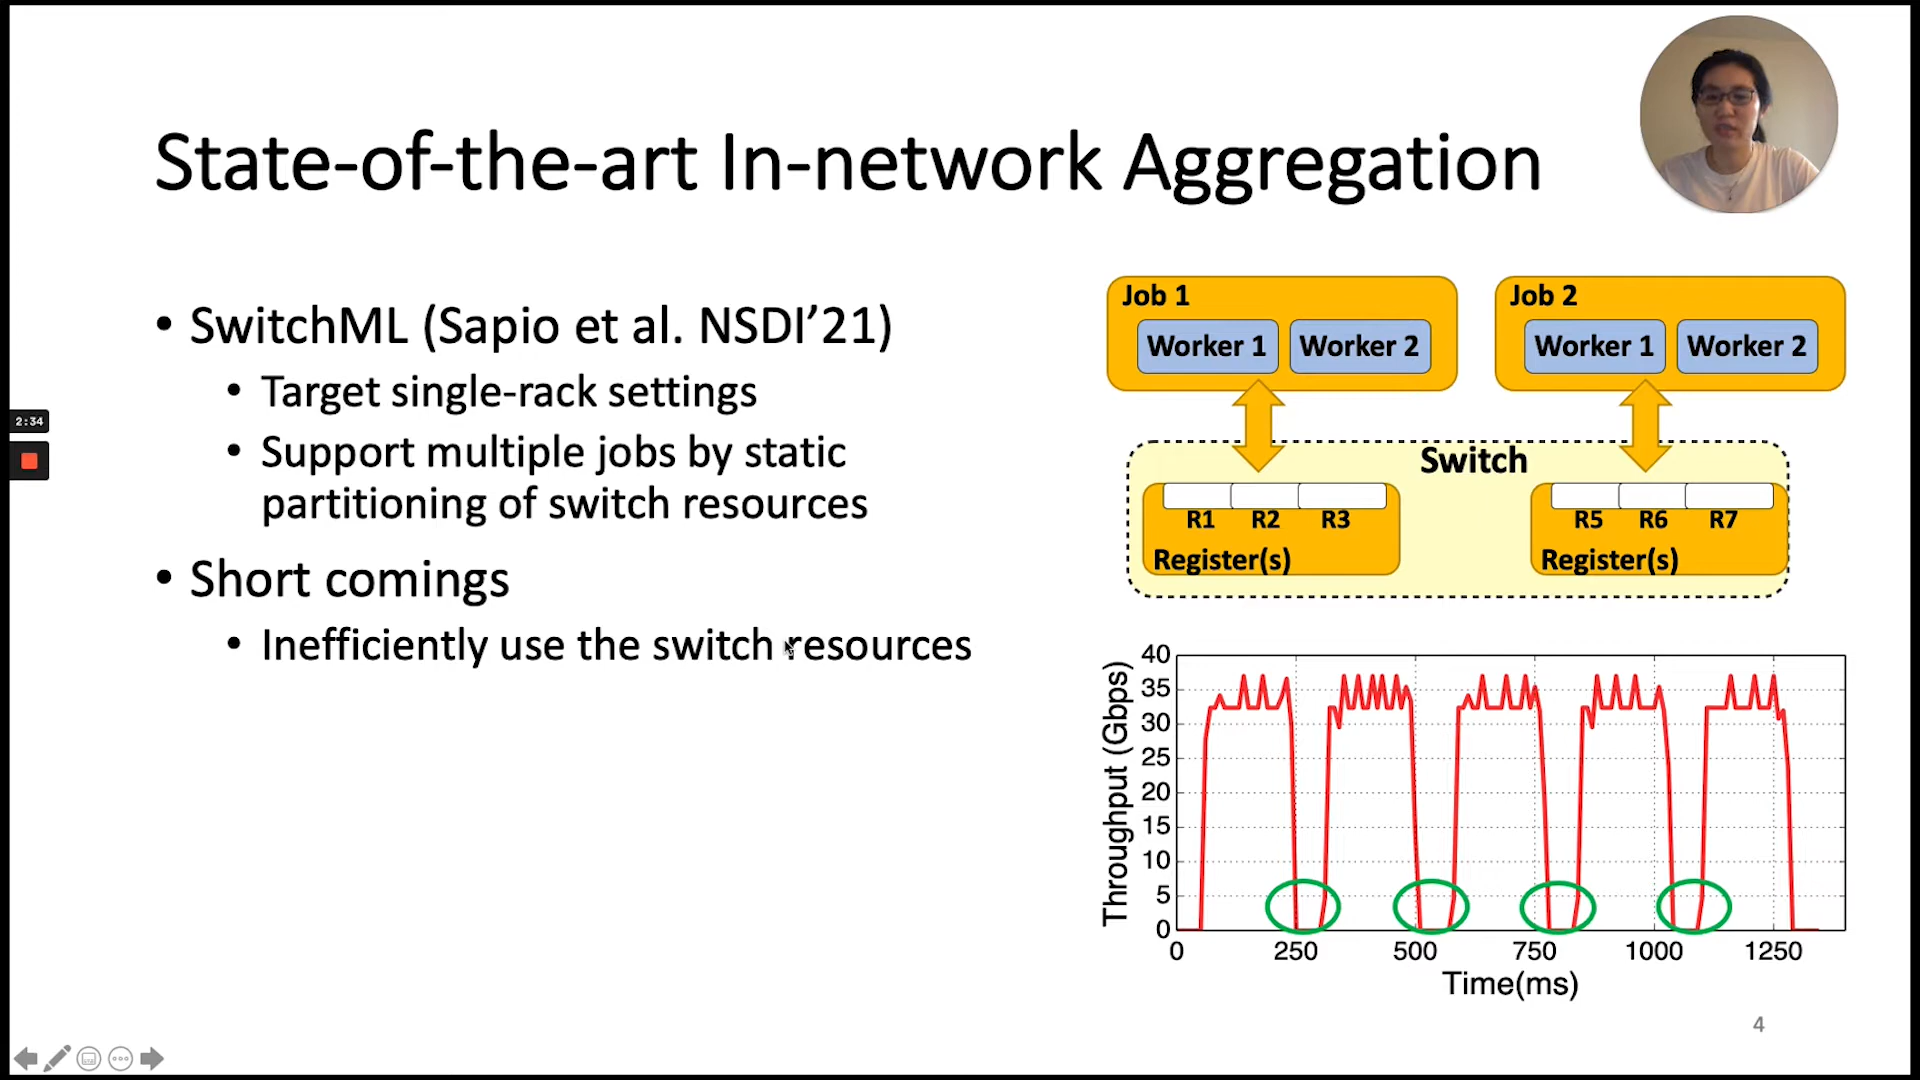 State-of-the-art In-network Aggregation
• SwitchML (Sapio et al. NSDI’21)
• Target single-rack settings
• Support multiple jobs by static
partitioning of switch resources
• Short comings
• Inefficiently use the switch resources
2:34
Job 1
Worker 1 Worker 2
Job 2
Worker 1 Worker 2
Switch
R1 R2 R3
Register(s)
R5 R6 R7
Register(s)
Throughput (Gbps)
40
35
30
25
20
15
10
5
0
0 250 500 750 1000 1250
Time(ms)
4